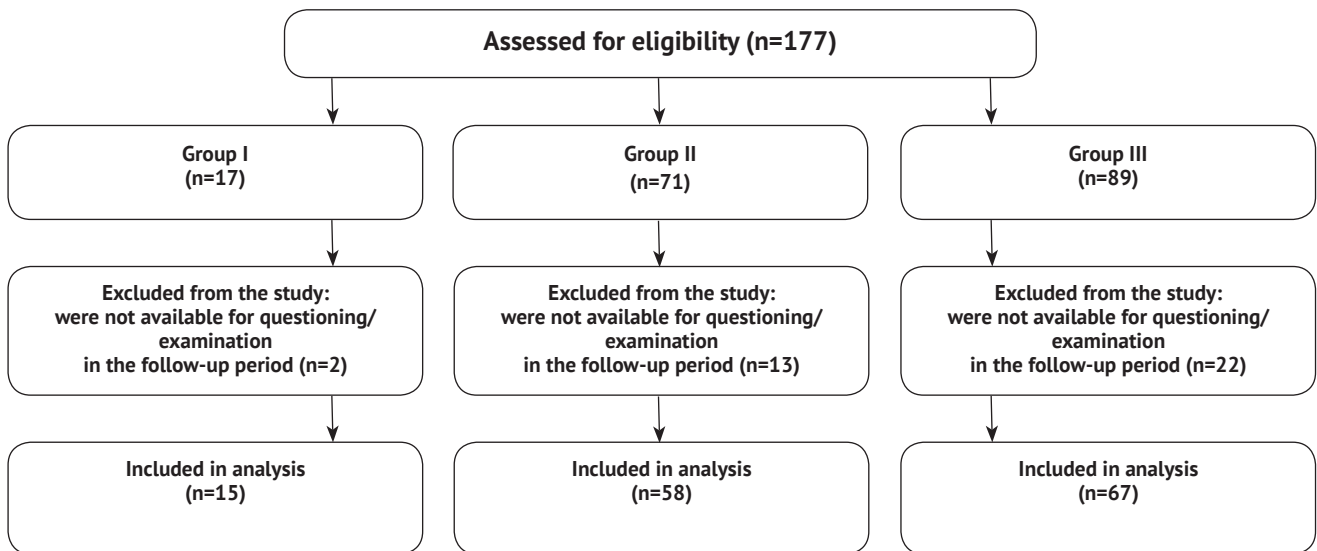 Assessed for eligibility (n=177)
Group I
(n=17)
Group II
(n=71)
Group III
(n=89)
Excluded from the study:
were not available for questioning/
examination
in the follow-up period (n=2)
Excluded from the study:
were not available for questioning/
examination
in the follow-up period (n=13)
Excluded from the study:
were not available for questioning/
examination
in the follow-up period (n=22)
Included in analysis
(n=15)
Included in analysis
(n=58)
Included in analysis
(n=67)